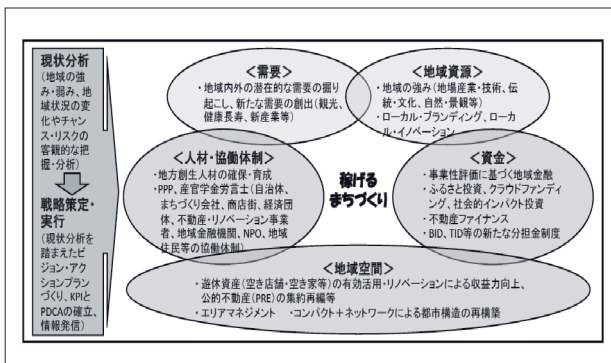 現状分析
(地域の強
み・弱み、地
域状況の変
化やチャン
ス・リスクの
客観的な把
握・分析)
戦略策定・
実行
(現状分析を
踏まえたビ
ジョン・アク
ションプラン
づくり、KPIと
PDCAの確立、
情報発信)
＜需要＞
・地域内外の潜在的な需要の掘り
起こし、新たな需要の創出(観光、
健康長寿、新産業等)
＜地域資源＞
・地域の強み(地場産業・技術、伝
統・文化、自然・景観等)
・ローカル・ブランディング、ローカ
ル・イノベーション
＜人材・協働体制＞
・地方創生人材の確保・育成
・PPP、産官学金労言士(自治体、
まちづくり会社、商店街、経済団
体、不動産・リノベーション事業
者、地域金融機関、NPO、地域
住民等の協働体制)
稼げる
まちづくり
＜資金＞
・事業性評価に基づく地域金融
・ふるさと投資、クラウドファンディ
ング、社会的インパクト投資
・不動産ファイナンス
・BID、TID等の新たな分担金制度
＜地域空間＞
・遊休資産(空き店舗・空き家等)の有効活用・リノベーションによる収益力向上、
公的不動産(PRE)の集約再編等
・エリアマネジメント ・コンパクト＋ネットワークによる都市構造の再構築